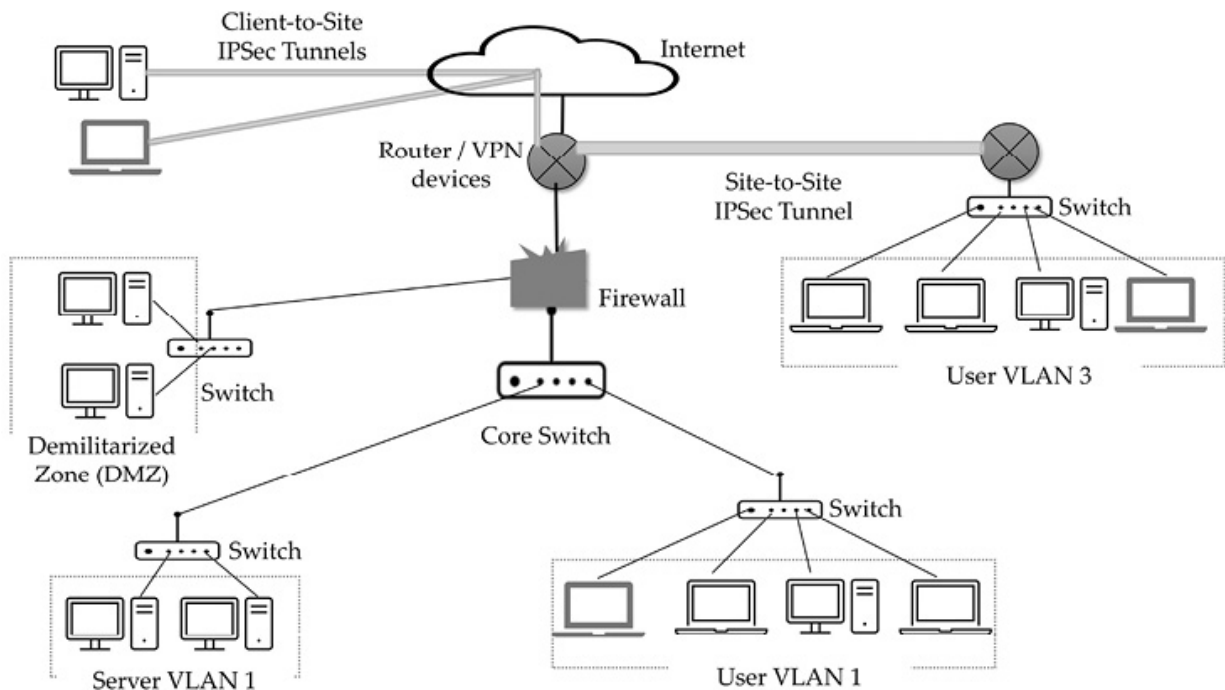 Client-to-Site
IPSec Tunnels
Internet
Router / VPN
devices
Site-to-Site
IPSec Tunnel
Switch
Firewall
User VLAN 3
Switch
Demilitarized
Zone (DMZ)
Core Switch
Switch
Switch
Server VLAN 1
User VLAN 1